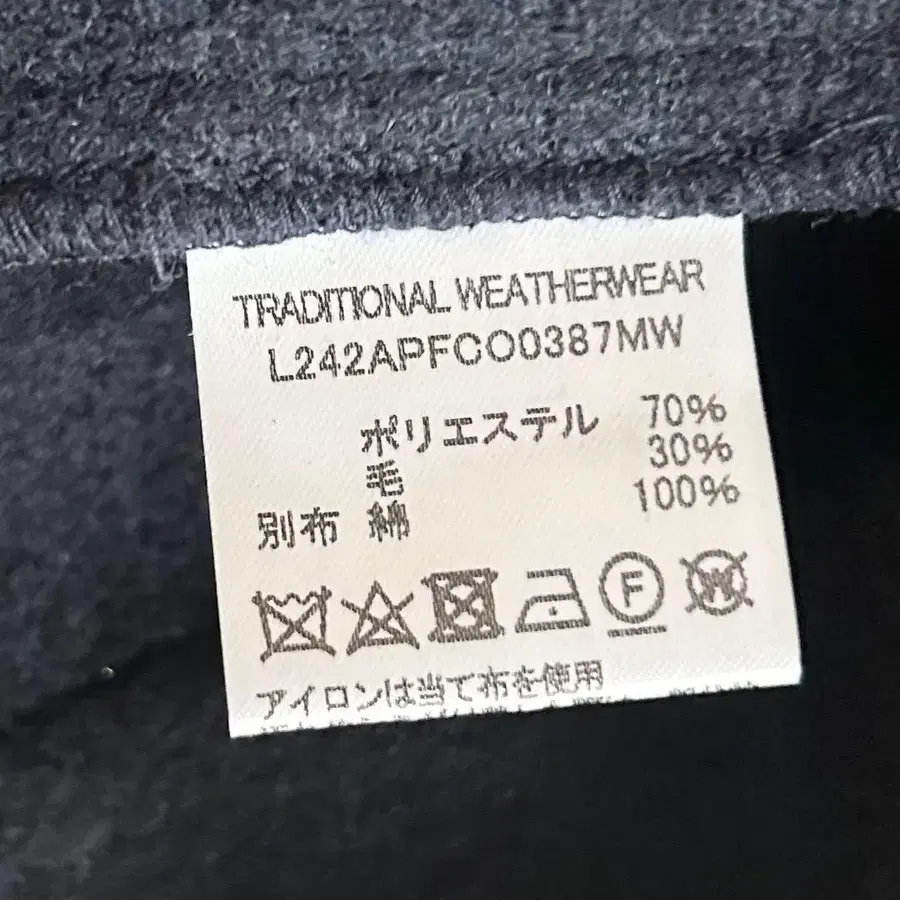 TRADITIONAL WEATHERWEAR
L242APFCO0387MW
ポリエステル 70%
毛 30%
別布 綿 100%
F
W
アイロンは当て布を使用